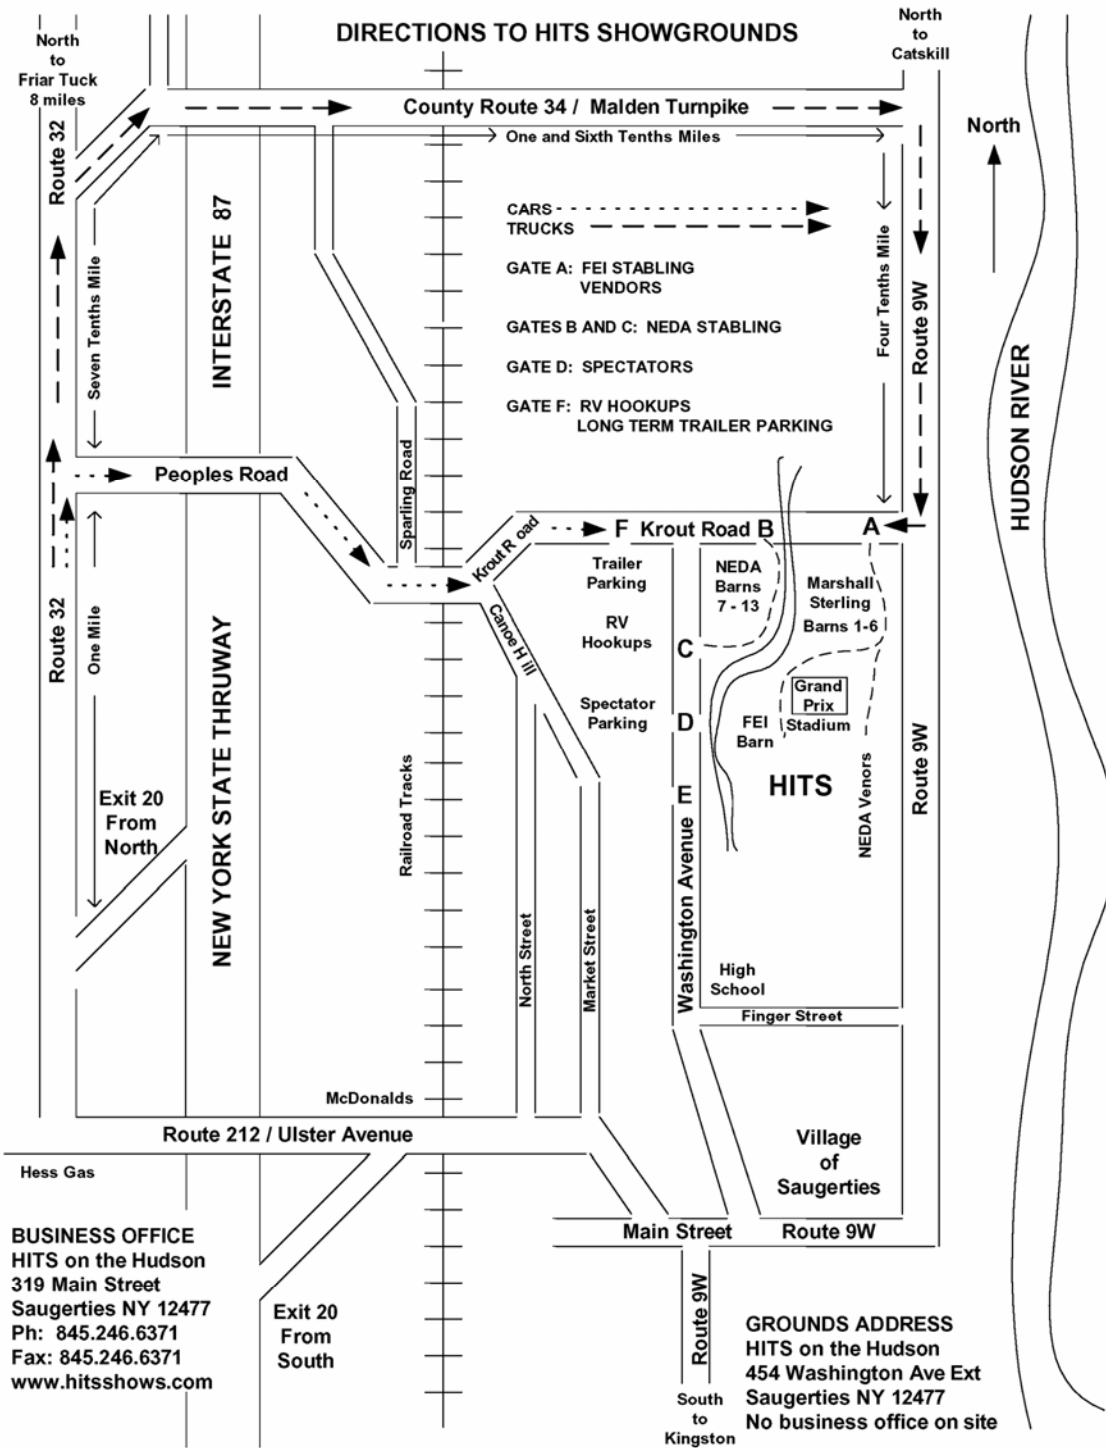 DIRECTIONS TO HITS SHOWGROUNDS
North
to
Friar Tuck
8 miles
North
to
Catskill
County Route 34 / Malden Turnpike
One and Sixth Tenths Miles
North
Route 32
INTERSTATE 87
Seven Tenths Mile
CARS
TRUCKS
GATE A: FEI STABLING
VENDORS
GATES B AND C: NEDA STABLING
GATE D: SPECTATORS
GATE F: RV HOOKUPS
LONG TERM TRAILER PARKING
Four Tenths Mile
Route 9W
HUDSON RIVER
Peoples Road
Sparling Road
Krout Road
F Krout Road B A
Trailer
Parking
NEDA
Barns
7 - 13
Marshall
Sterling
Barns 1-6
RV
Hookups
C
Canoe Hill
Route 32
One Mile
Spectator
Parking
D
Grand
Prix
Stadium
FEI
Barn
E
HITS
NEDA Venors
Route 9W
Exit 20
From
North
NEW YORK STATE THRUWAY
Railroad Tracks
North Street
Market Street
Washington Avenue
High
School
Finger Street
McDonalds
Route 212 / Ulster Avenue
Hess Gas
Village
of
Saugerties
Main Street
Route 9W
Route 9W
BUSINESS OFFICE
HITS on the Hudson
319 Main Street
Saugerties NY 12477
Ph: 845.246.6371
Fax: 845.246.6371
www.hitsshows.com
Exit 20
From
South
South
to
Kingston
GROUNDS ADDRESS
HITS on the Hudson
454 Washington Ave Ext
Saugerties NY 12477
No business office on site